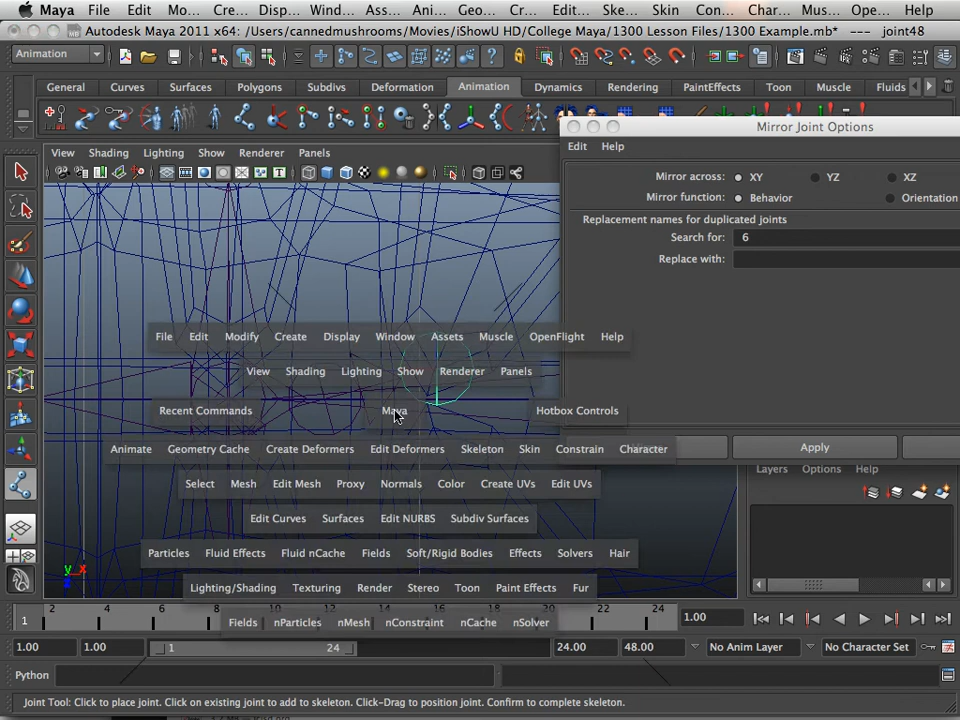 Maya File Edit Mo... Cre... Disp... Win... Ass... Ani... Geo... Cr... Edit... Ske... Skin Con... Char... Mus... Ope... Help
Autodesk Maya 2011 x64: /Users/cannedmushrooms/Movies/iShowU HD/College Maya/1300 Lesson Files/1300 Example.mb* --- joint48
Animation
General Curves Surfaces Polygons Subdivs Deformation Animation Dynamics Rendering PaintEffects Toon Muscle Fluids
Mirror Joint Options
Edit Help
View Shading Lighting Show Renderer Panels
Mirror across: XY YZ XZ
Mirror function: Behavior Orientation
Replacement names for duplicated joints
Search for: 6
Replace with:
File Edit Modify Create Display Window Assets Muscle OpenFlight Help
View Shading Lighting Show Renderer Panels
Recent Commands Maya Hotbox Controls
Animate Geometry Cache Create Deformers Edit Deformers Skeleton Skin Constrain Character
Apply
Layers Options Help
Select Mesh Edit Mesh Proxy Normals Color Create UVs Edit UVs
Edit Curves Surfaces Edit NURBS Subdiv Surfaces
Particles Fluid Effects Fluid nCache Fields Soft/Rigid Bodies Effects Solvers Hair
y x
z
Lighting/Shading Texturing Render Stereo Toon Paint Effects Fur
2 4 6 8 10 12 14 16 18 20 22 24
1 1.00
Fields nParticles nMesh nConstraint nCache nSolver
1.00 1.00 1 24 24.00 48.00 No Anim Layer No Character Set
Python
Joint Tool: Click to place joint. Click on existing joint to add to skeleton. Click-Drag to position joint. Confirm to complete skeleton.